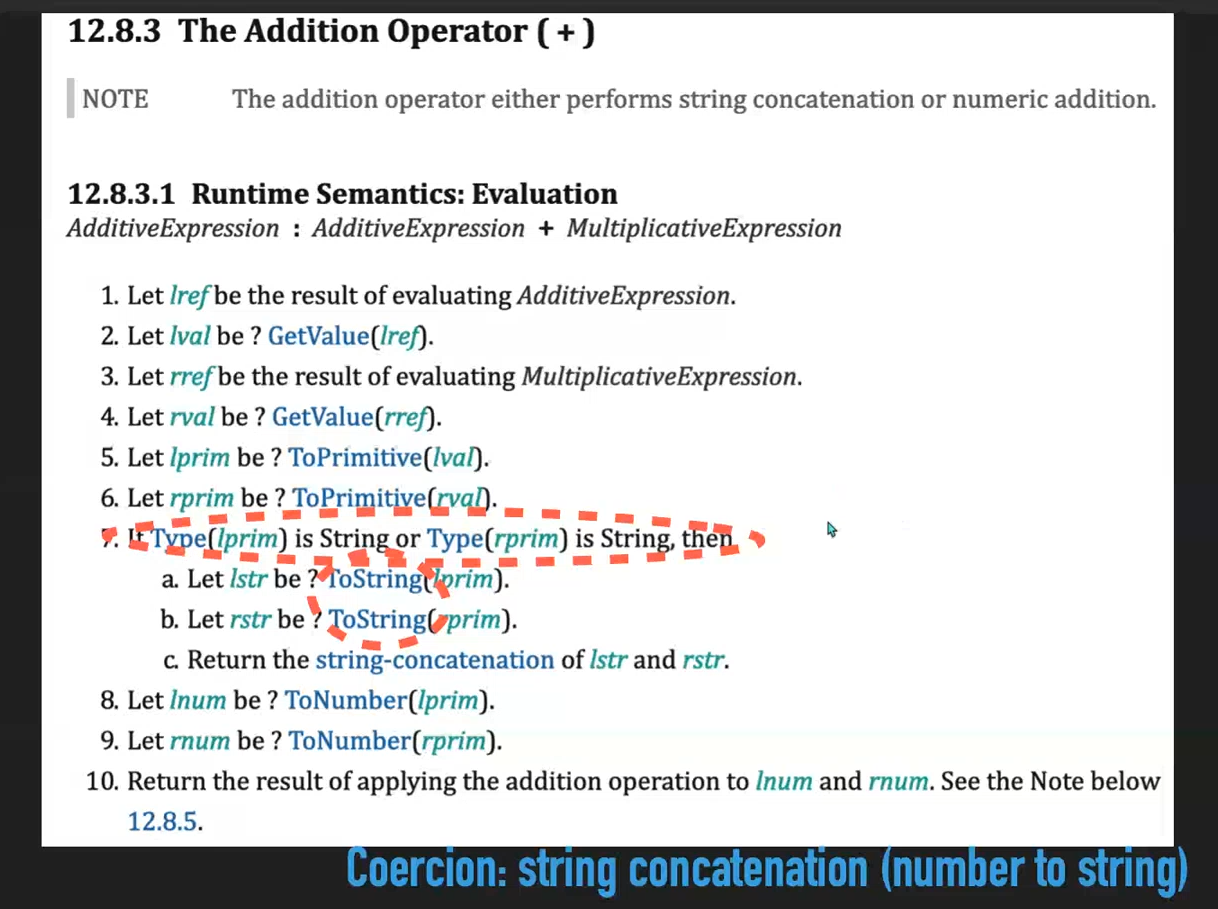 12.8.3 The Addition Operator ( + )
NOTE The addition operator either performs string concatenation or numeric addition.
12.8.3.1 Runtime Semantics: Evaluation
AdditiveExpression : AdditiveExpression + MultiplicativeExpression
1. Let lref be the result of evaluating AdditiveExpression.
2. Let lval be ? GetValue(lref).
3. Let rref be the result of evaluating MultiplicativeExpression.
4. Let rval be ? GetValue(rref).
5. Let lprim be ? ToPrimitive(lval).
6. Let rprim be ? ToPrimitive(rval).
7. If Type(lprim) is String or Type(rprim) is String, then
a. Let lstr be ? ToString(lprim).
b. Let rstr be ? ToString(rprim).
c. Return the string-concatenation of lstr and rstr.
8. Let lnum be ? ToNumber(lprim).
9. Let rnum be ? ToNumber(rprim).
10. Return the result of applying the addition operation to lnum and rnum. See the Note below
12.8.5.
Coercion: string concatenation (number to string)